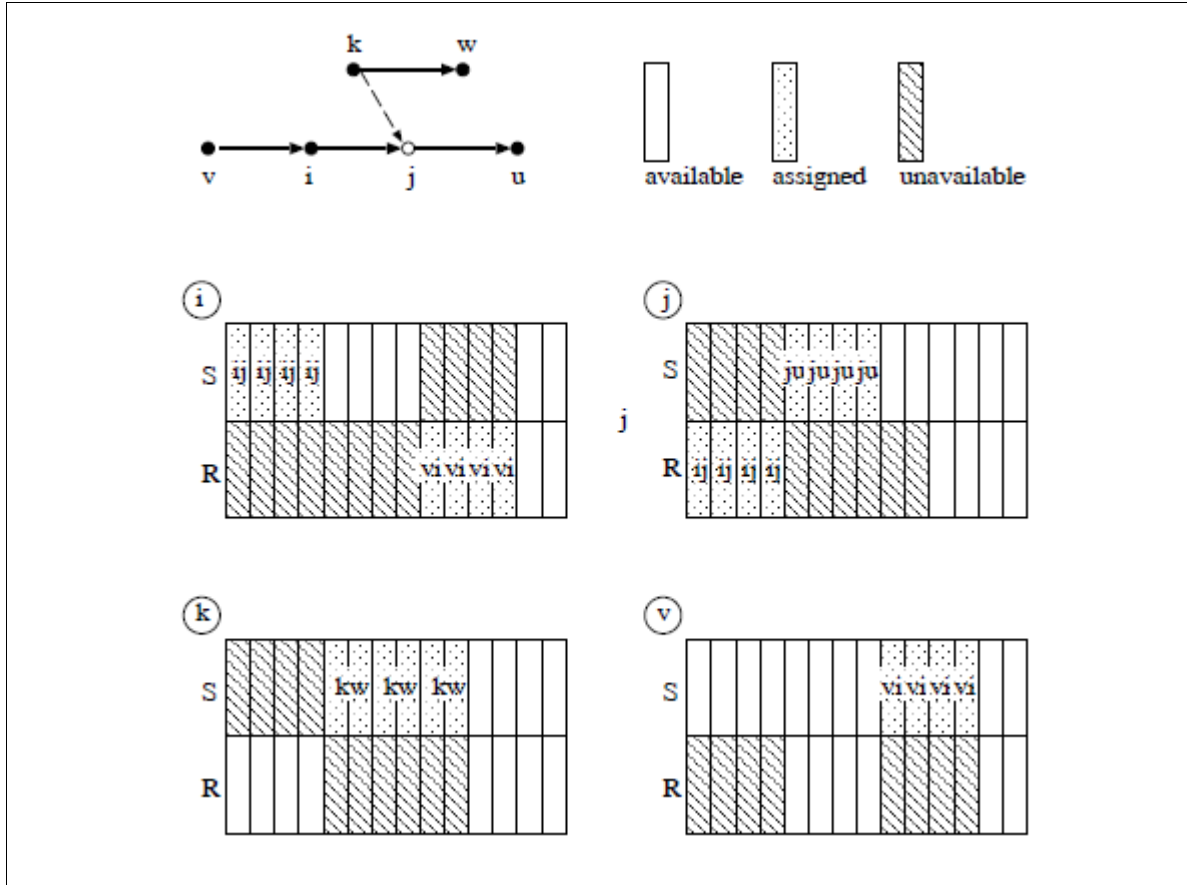 k w
v i j u
available assigned unavailable
i j
S ij ij ij ij S ju ju ju ju
j
R vi vi vi vi R ij ij ij ij
k v
S kw kw kw S vi vi vi vi
R R